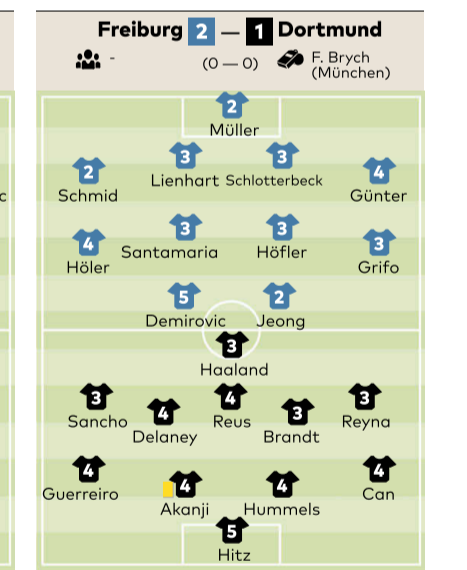 Freiburg 2 — 1 Dortmund
- (0 — 0) F. Brych
(München)
2
Müller
3 3
Lienhart Schlotterbeck
2 4
Schmid Günter
c
3 3
Santamaria Höfler
4 3
Höler Grifo
5 2
Demirovic Jeong
3
Haaland
3 4 3
Sancho Reus Reyna
4 3
Delaney Brandt
4 4
Guerreiro Can
4 4
Akanji Hummels
5
Hitz